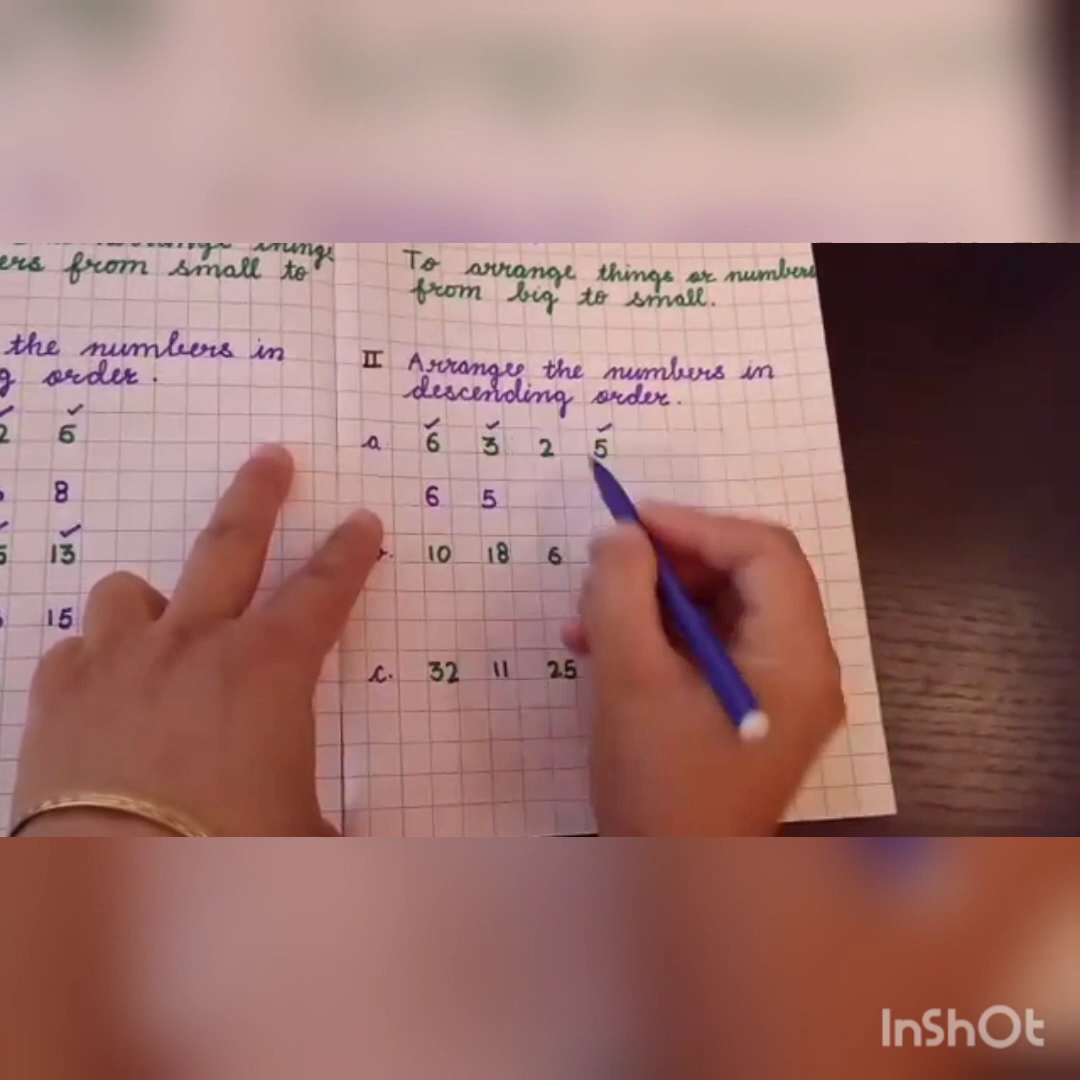 things
ers from small to
the numbers in
g order.
2 6
8
5 13
15
To arrange things or numbers
from big to small.
II Arrange the numbers in
descending order.
a 6 3 2 5
6 5
10 18 6
c. 32 11 25
InShOt